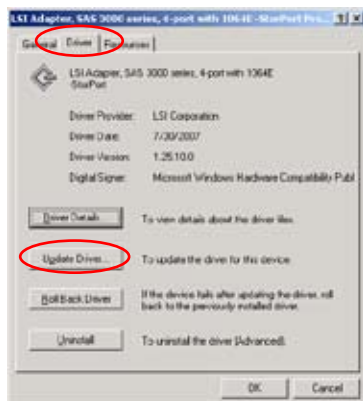 LSI Adapter, SAS 3000 series, 4-port with 1064E -StorPort Pro...
General Driver Resources
LSI Adapter, SAS 3000 series, 4-port with 1064E
-StorPort
Driver Provider: LSI Corporation
Driver Date: 7/30/2007
Driver Version: 1.25.10.0
Digital Signer: Microsoft Windows Hardware Compatibility Publ
Driver Details... To view details about the driver files.
Update Driver... To update the driver for this device.
Roll Back Driver If the device fails after updating the driver, roll
back to the previously installed driver.
Uninstall To uninstall the driver (Advanced).
OK Cancel